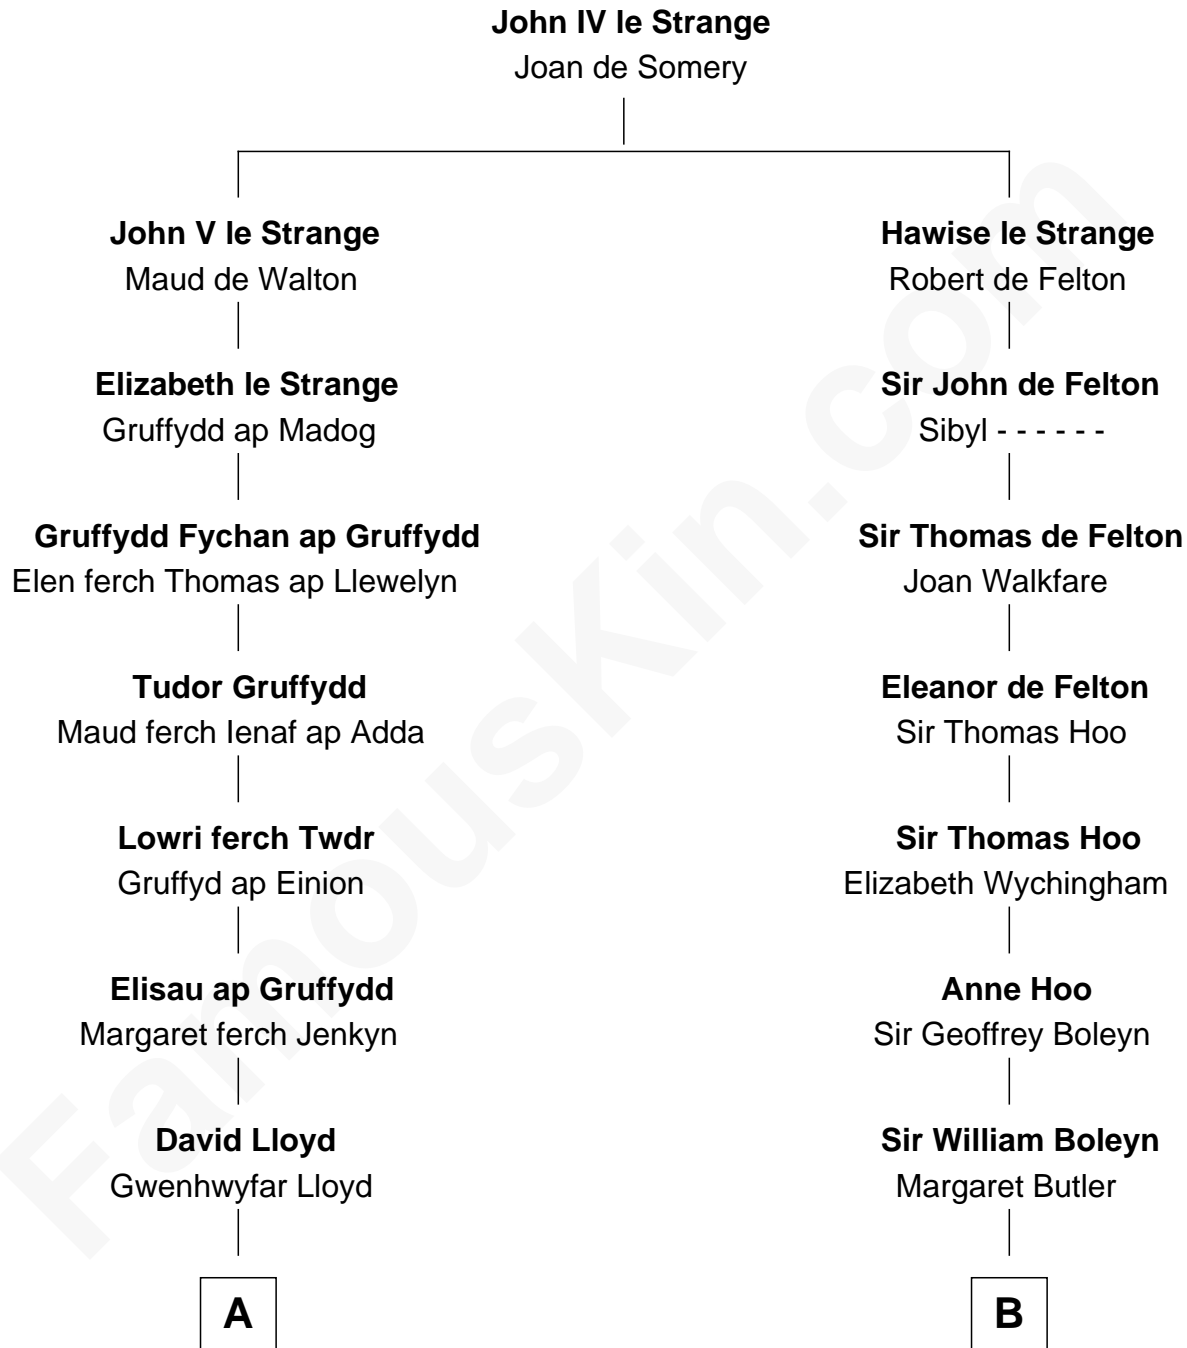 John IV le Strange
Joan de Somery
John V le Strange
Maud de Walton
Hawise le Strange
Robert de Felton
Elizabeth le Strange
Gruffydd ap Madog
Sir John de Felton
Sibyl - - - - - -
Gruffydd Fychan ap Gruffydd
Elen ferch Thomas ap Llewelyn
Sir Thomas de Felton
Joan Walkfare
Tudor Gruffydd
Maud ferch Ienaf ap Adda
Eleanor de Felton
Sir Thomas Hoo
Lowri ferch Twdr
Gruffyd ap Einion
Sir Thomas Hoo
Elizabeth Wychingham
Elisau ap Gruffydd
Margaret ferch Jenkyn
Anne Hoo
Sir Geoffrey Boleyn
David Lloyd
Gwenhwyfar Lloyd
Sir William Boleyn
Margaret Butler
A
B
FamousKin.com